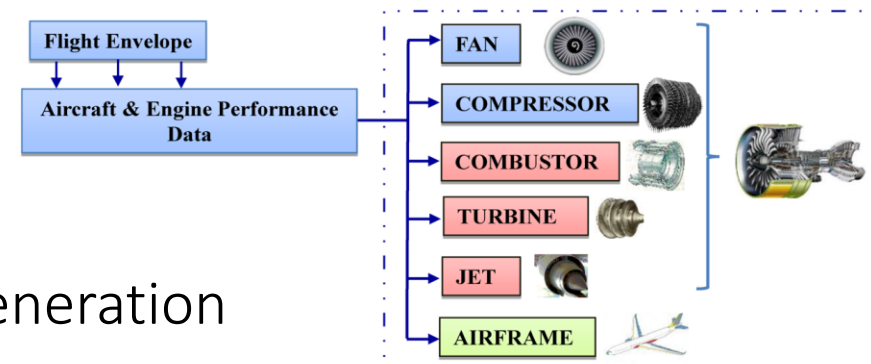 Flight Envelope
Aircraft & Engine Performance
Data
FAN
COMPRESSOR
COMBUSTOR
TURBINE
JET
AIRFRAME
eneration